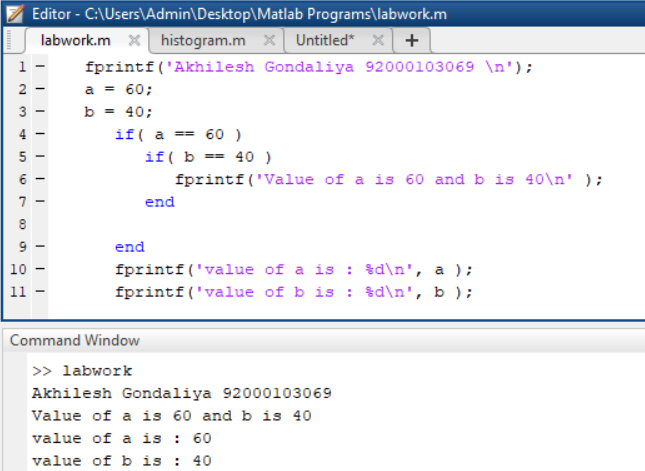 Editor - C:\Users\Admin\Desktop\Matlab Programs\labwork.m
labwork.m × histogram.m × Untitled* × +
1 - fprintf('Akhilesh Gondaliya 92000103069 \n');
2 - a = 60;
3 - b = 40;
4 - if( a == 60 )
5 - if( b == 40 )
6 - fprintf('Value of a is 60 and b is 40\n' );
7 - end
8
9 - end
10 - fprintf('value of a is : %d\n', a );
11 - fprintf('value of b is : %d\n', b );
Command Window
>> labwork
Akhilesh Gondaliya 92000103069
Value of a is 60 and b is 40
value of a is : 60
value of b is : 40